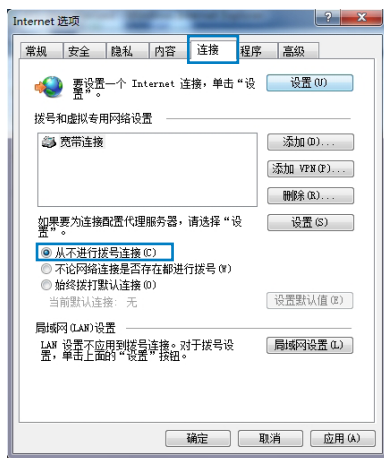 Internet 选项
常规 安全 隐私 内容 连接 程序 高级
要设置一个 Internet 连接，单击“设
置”。
设置(U)
拨号和虚拟专用网络设置
宽带连接
添加(D)...
添加 VPN(P)...
删除(R)...
如果要为连接配置代理服务器，请选择“设
置”。
设置(S)
从不进行拨号连接(C)
不论网络连接是否存在都进行拨号(W)
始终拨打默认连接(O)
当前默认连接: 无
设置默认值(E)
局域网(LAN)设置
LAN 设置不应用到拨号连接。对于拨号设
置，单击上面的“设置”按钮。
局域网设置(L)
确定 取消 应用(A)